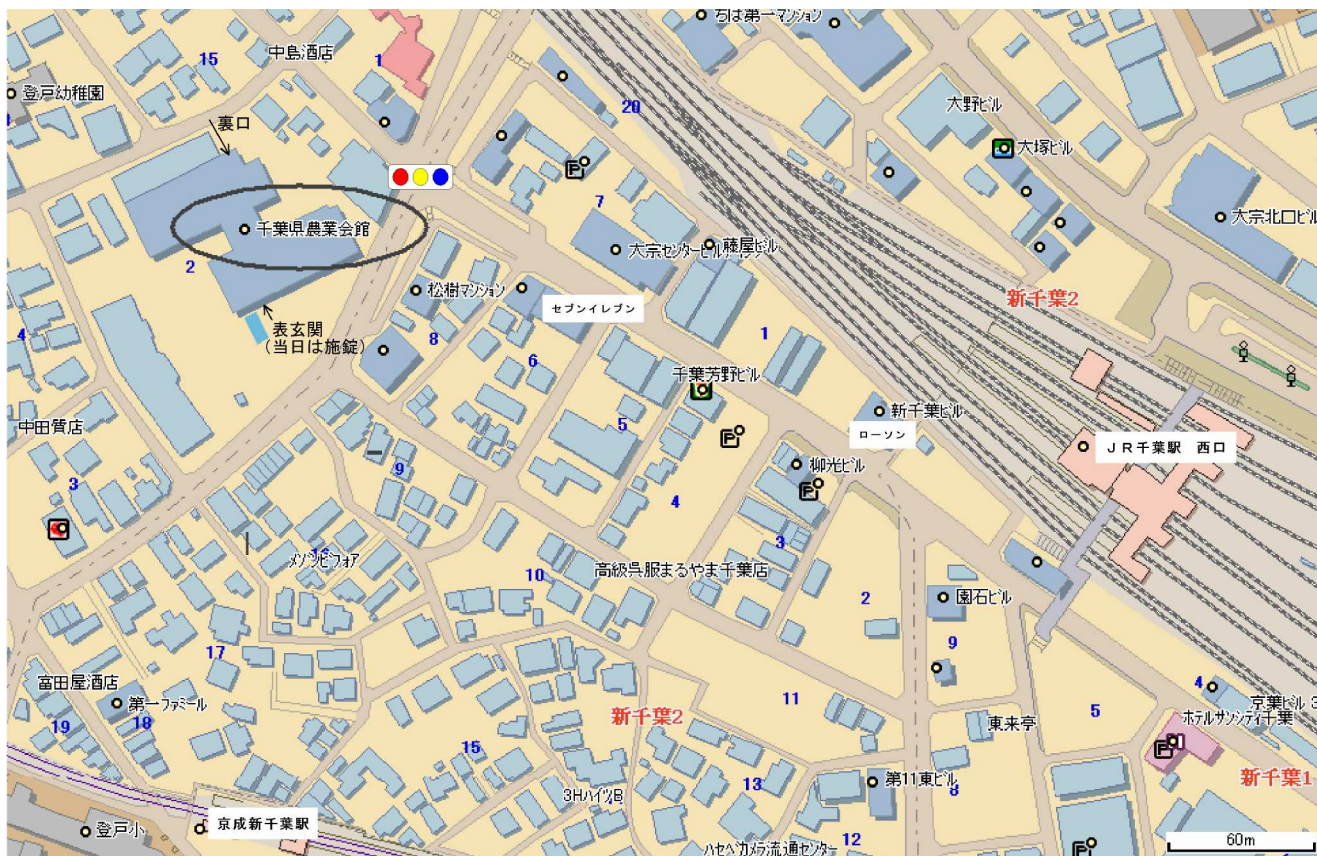 ちば第一マンション
中島酒店
15
1
登戸幼稚園
20
大野ビル
裏口
大塚ビル
7
千葉県農業会館
大宗センタービル
藤屋ビル
大宗北口ビル
2
松樹マンション
セブンイレブン
新千葉2
表玄関
(当日は施錠)
4
8
6
1
千葉芳野ビル
新千葉ビル
中田質店
5
ローソン
JR千葉駅 西口
9
柳光ビル
3
4
3
メゾンビフォア
10
高級呉服まるやま千葉店
2
園石ビル
9
17
富田屋酒店
第一ファミール
18
19
新千葉2
11
東来亭
5
4
京葉ビル3
ホテルサンシティ千葉
15
13
第11東ビル
8
新千葉1
3HハイツB
京成新千葉駅
登戸小
12
ハセベカメラ流通センター
60m